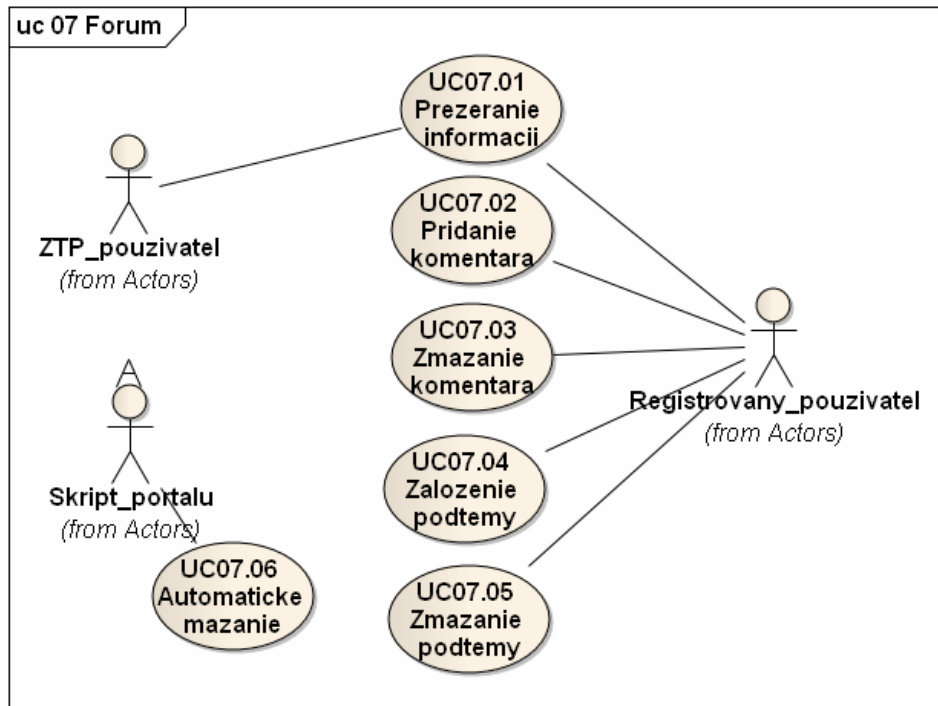 uc 07 Forum
UC07.01
Prezeranie
informacii
ZTP_pouzivatel
(from Actors)
UC07.02
Pridanie
komentara
UC07.03
Zmazanie
komentara
Registrovany_pouzivatel
(from Actors)
A
Skript_portalu
(from Actors)
UC07.04
Zalozenie
podtemy
UC07.06
Automaticke
mazanie
UC07.05
Zmazanie
podtemy